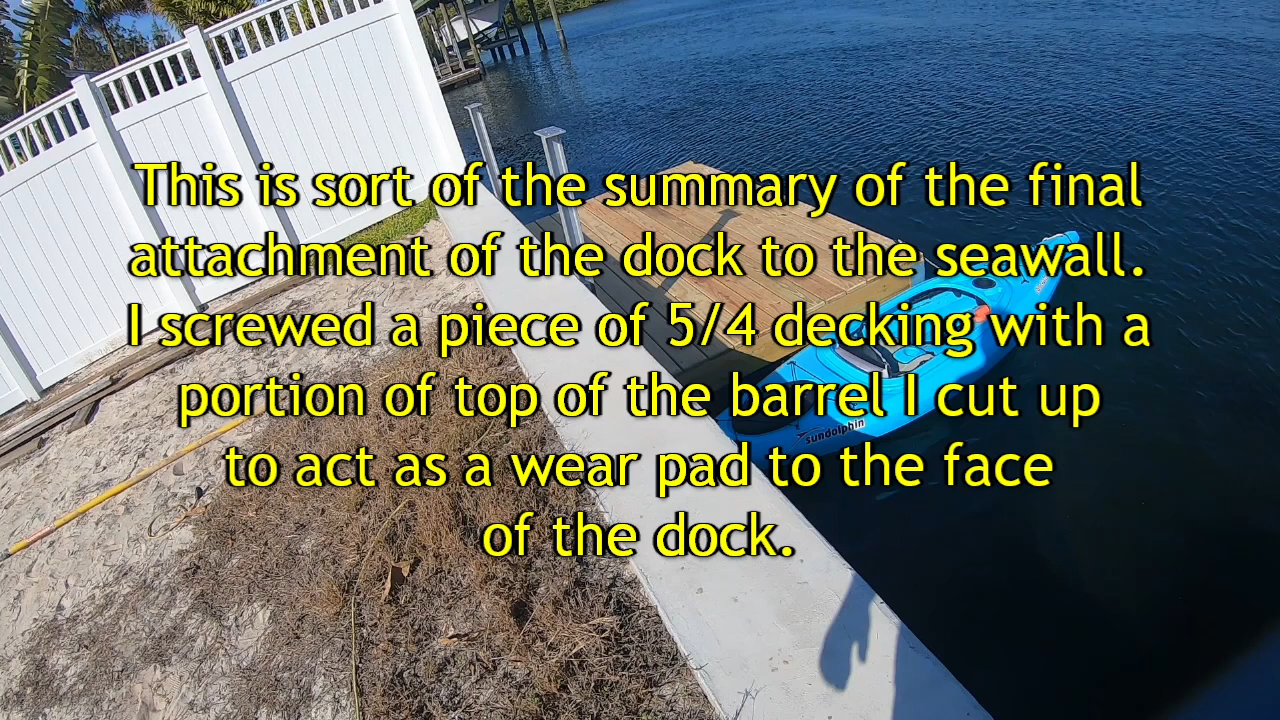 This is sort of the summary of the final
attachment of the dock to the seawall.
I screwed a piece of 5/4 decking with a
portion of top of the barrel I cut up
to act as a wear pad to the face
of the dock.
sundolphin